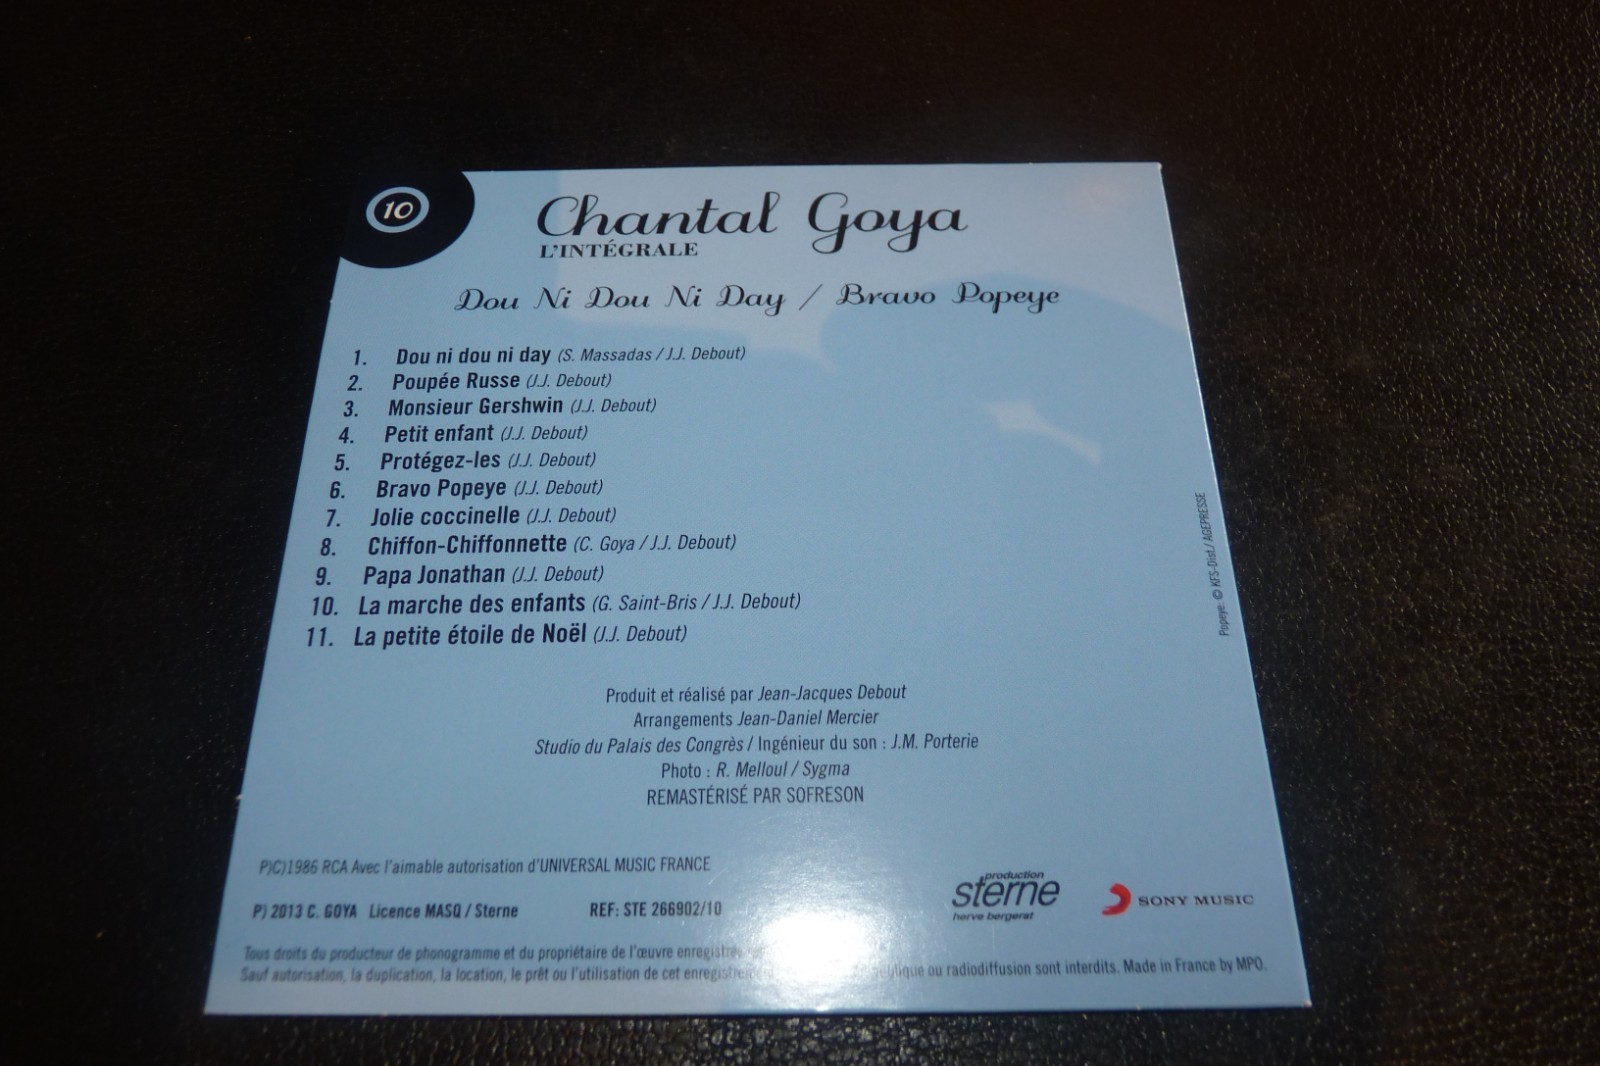 10
Chantal Goya
L'INTÉGRALE
Dou Ni Dou Ni Day / Bravo Popeye
1. Dou ni dou ni day (S. Massadas / J.J. Debout)
2. Poupée Russe (J.J. Debout)
3. Monsieur Gershwin (J.J. Debout)
4. Petit enfant (J.J. Debout)
5. Protégez-les (J.J. Debout)
6. Bravo Popeye (J.J. Debout)
7. Jolie coccinelle (J.J. Debout)
8. Chiffon-Chiffonnette (C. Goya / J.J. Debout)
9. Papa Jonathan (J.J. Debout)
10. La marche des enfants (G. Saint-Bris / J.J. Debout)
11. La petite étoile de Noël (J.J. Debout)
Popeye: © KFS-Dist./ AGEPRESSE
Produit et réalisé par Jean-Jacques Debout
Arrangements Jean-Daniel Mercier
Studio du Palais des Congrès / Ingénieur du son : J.M. Porterie
Photo : R. Melloul / Sygma
REMASTÉRISÉ PAR SOFRESON
P)C)1986 RCA Avec l'aimable autorisation d'UNIVERSAL MUSIC FRANCE
P) 2013 C. GOYA Licence MASQ / Sterne REF: STE 266902/10
production
sterne
herve bergerat
SONY MUSIC
Tous droits du producteur de phonogramme et du propriétaire de l'œuvre
Sauf autorisation, la duplication, la location, le prêt ou l'utilisation de cet ou radiodiffusion sont interdits. Made in France by MPO.